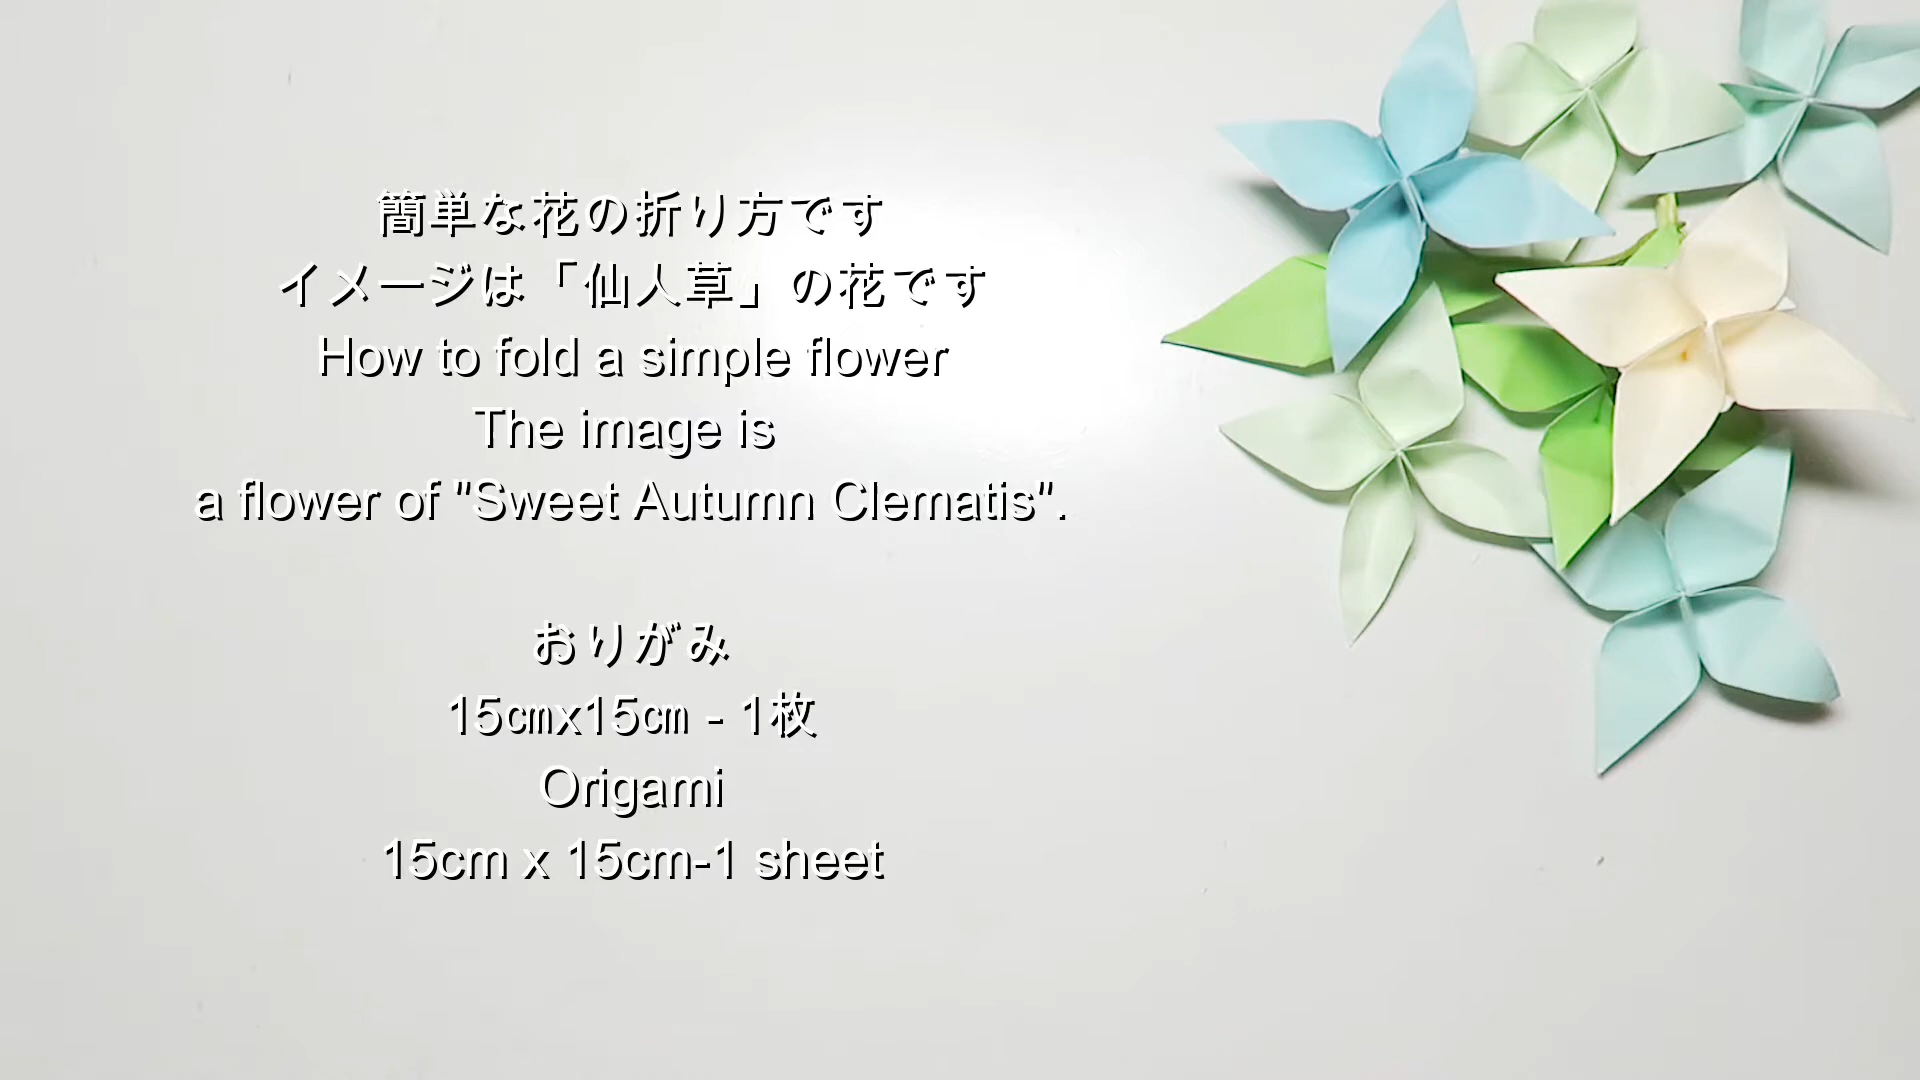 簡単な花の折り方です
イメージは「仙人草」の花です
How to fold a simple flower
The image is
a flower of "Sweet Autumn Clematis".
おりがみ
15㎝x15㎝ - 1枚
Origami
15cm x 15cm-1 sheet